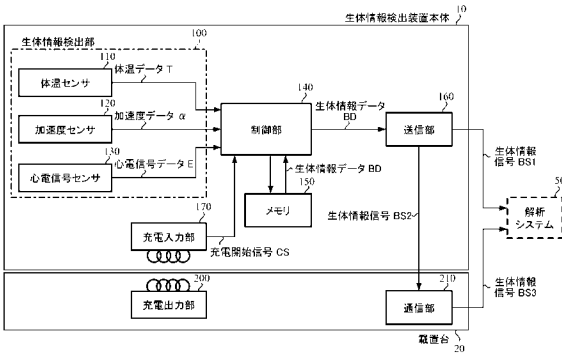 生体情報検出装置本体
10
生体情報検出部
100
110
体温センサ
体温データ T
120
加速度センサ
加速度データ α
130
心電信号センサ
心電信号データ E
140
制御部
生体情報データ
BD
160
送信部
生体情報
信号 BS1
生体情報データ BD
150
メモリ
170
充電入力部
充電開始信号 CS
生体情報信号 BS2
50
解析
システム
200
充電出力部
210
通信部
生体情報
信号 BS3
載置台
20